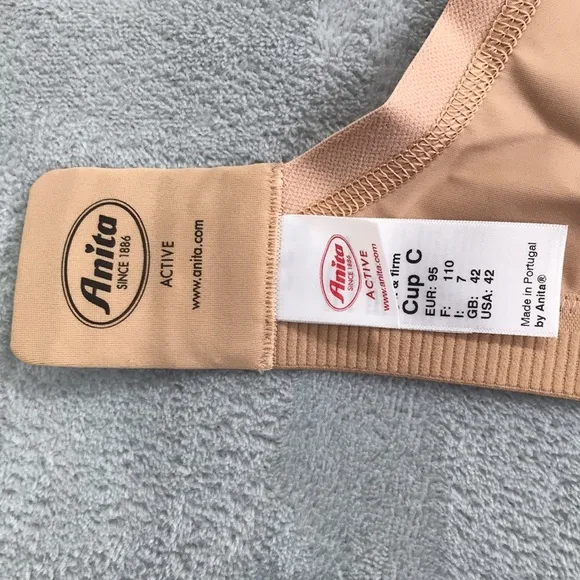 Anita
SINCE 1886
ACTIVE
www.anita.com
Anita
SINCE 1886
ACTIVE
www.anita.com
& firm
Cup C
EUR: 95
F: 110
I: 7
GB: 42
USA: 42
Made in Portugal
by Anita®